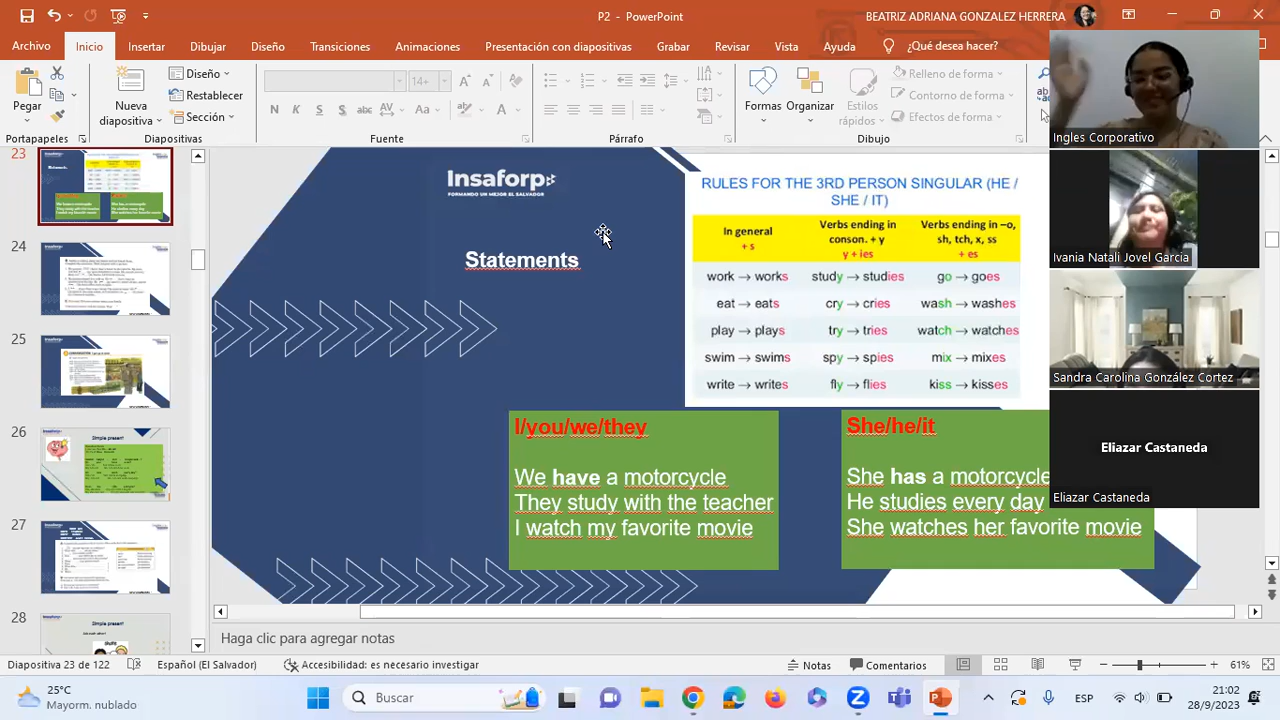 P2 - PowerPoint
BEATRIZ ADRIANA GONZALEZ HERRERA
Archivo
Inicio
Insertar
Dibujar
Diseño
Transiciones
Animaciones
Presentación con diapositivas
Grabar
Revisar
Vista
Ayuda
¿Qué desea hacer?
Pegar
Nueva
diapositiva
Diseño
Restablecer
Sección
14+
Formas
Organizar
Estilos
rápidos
Relleno de forma
Contorno de forma
Efectos de forma
Portapapeles
Diapositivas
Fuente
Párrafo
Dibujo
Ingles Corporativo
Ivania Natali Jovel Garcia
Sandra Carolina González Cortez
Eliazar Castaneda
Eliazar Castaneda
23
24
25
26
Simple present
27
28
Insaforp
FORMANDO UN MEJOR EL SALVADOR
Statements
RULES FOR THE 3RD PERSON SINGULAR (HE /
SHE / IT)
In general
+ s
Verbs ending in
conson. + y
y + ies
Verbs ending in –o,
sh, tch, x, ss
+ es
work → works
studies
go → goes
eat → eats
cry → cries
wash → washes
play → plays
try → tries
watch → watches
swim → swims
spy → spies
mix → mixes
write → writes
fly → flies
kiss → kisses
I/you/we/they
We have a motorcycle
They study with the teacher
I watch my favorite movie
She/he/it
She has a motorcycle
He studies every day
She watches her favorite movie
Haga clic para agregar notas
Diapositiva 23 de 122
Español (El Salvador)
Accesibilidad: es necesario investigar
Notas
Comentarios
61%
25°C
Mayorm. nublado
Buscar
ESP
21:02
28/9/2023